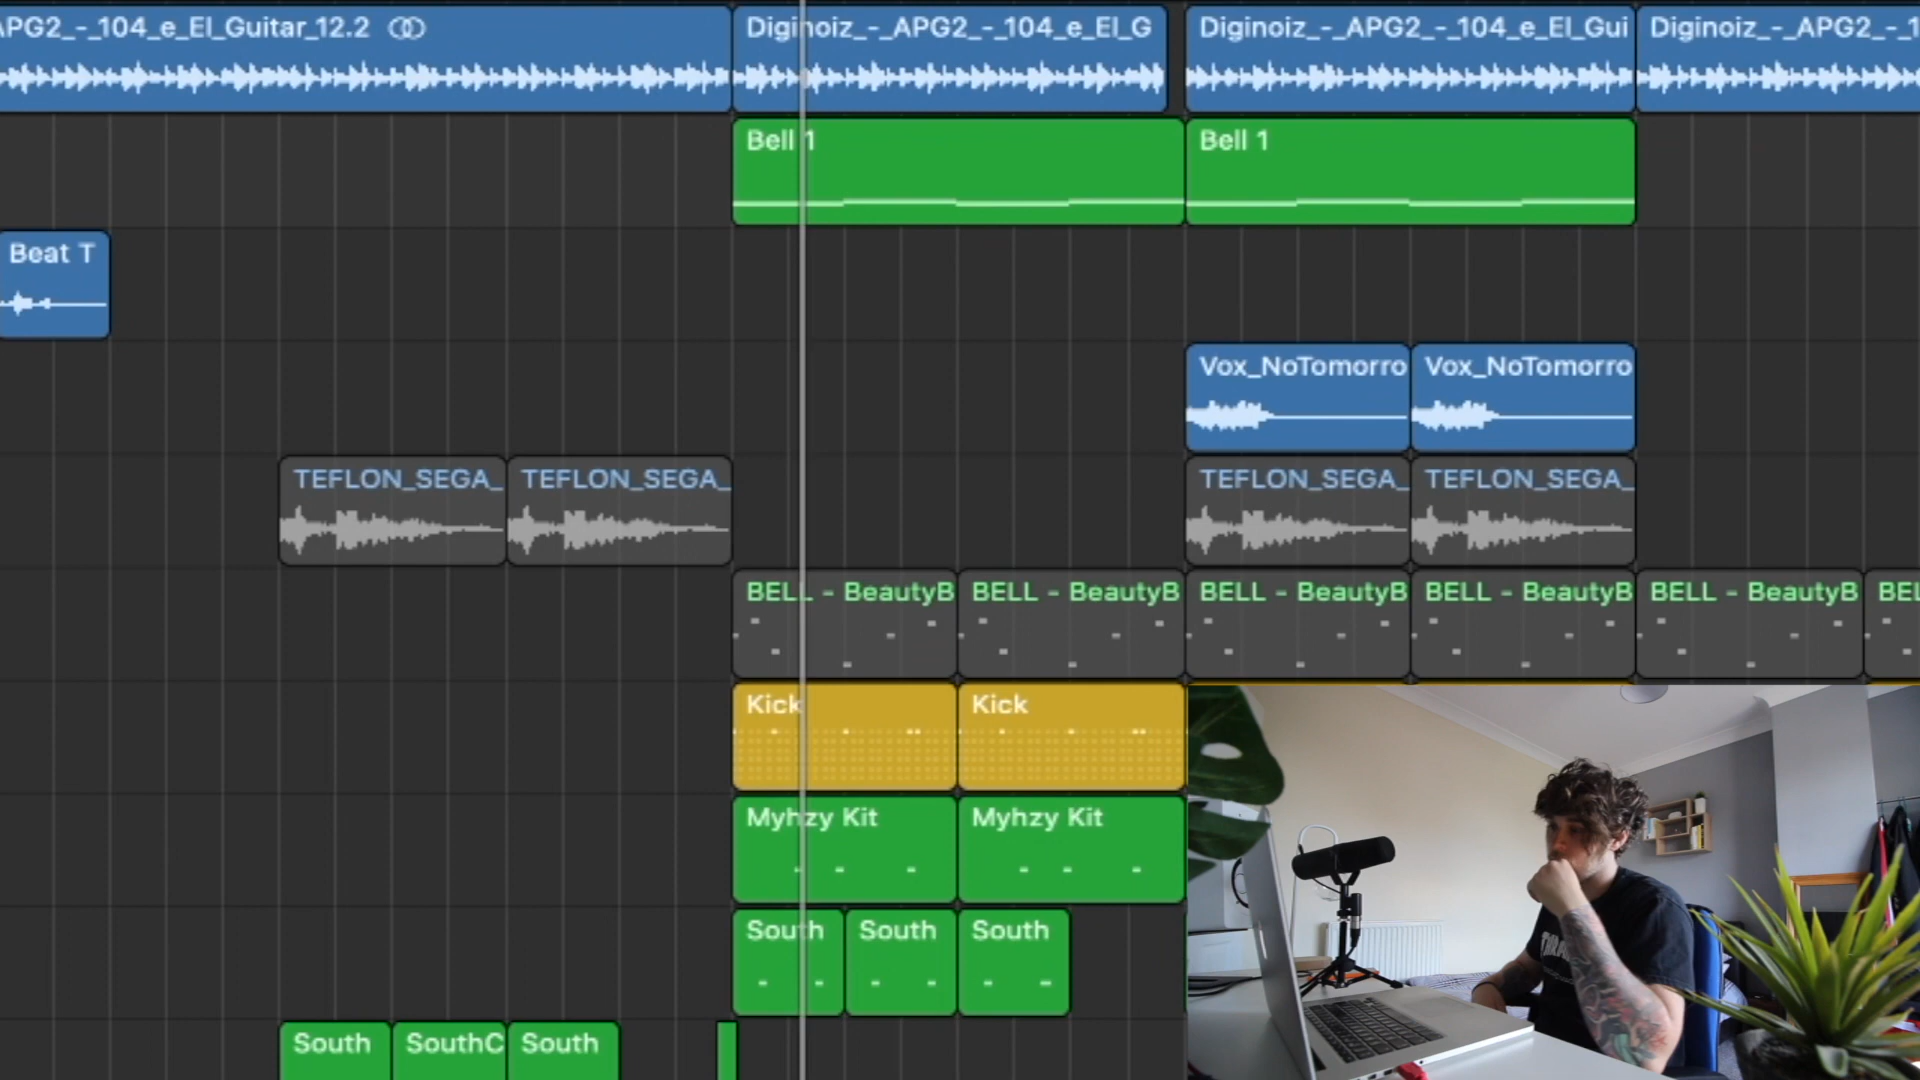 APG2_-_104_e_El_Guitar_12.2
Diginoiz_-_APG2_-_104_e_El_G
Diginoiz_-_APG2_-_104_e_El_Gui
Diginoiz_-_APG2_-_1
Bell 1
Bell 1
Beat T
Vox_NoTomorro
Vox_NoTomorro
TEFLON_SEGA_
TEFLON_SEGA_
TEFLON_SEGA_
TEFLON_SEGA_
BELL - BeautyB
BELL - BeautyB
BELL - BeautyB
BELL - BeautyB
BELL - BeautyB
BEL
Kick
Kick
Myhzy Kit
Myhzy Kit
South
South
South
South
SouthC
South